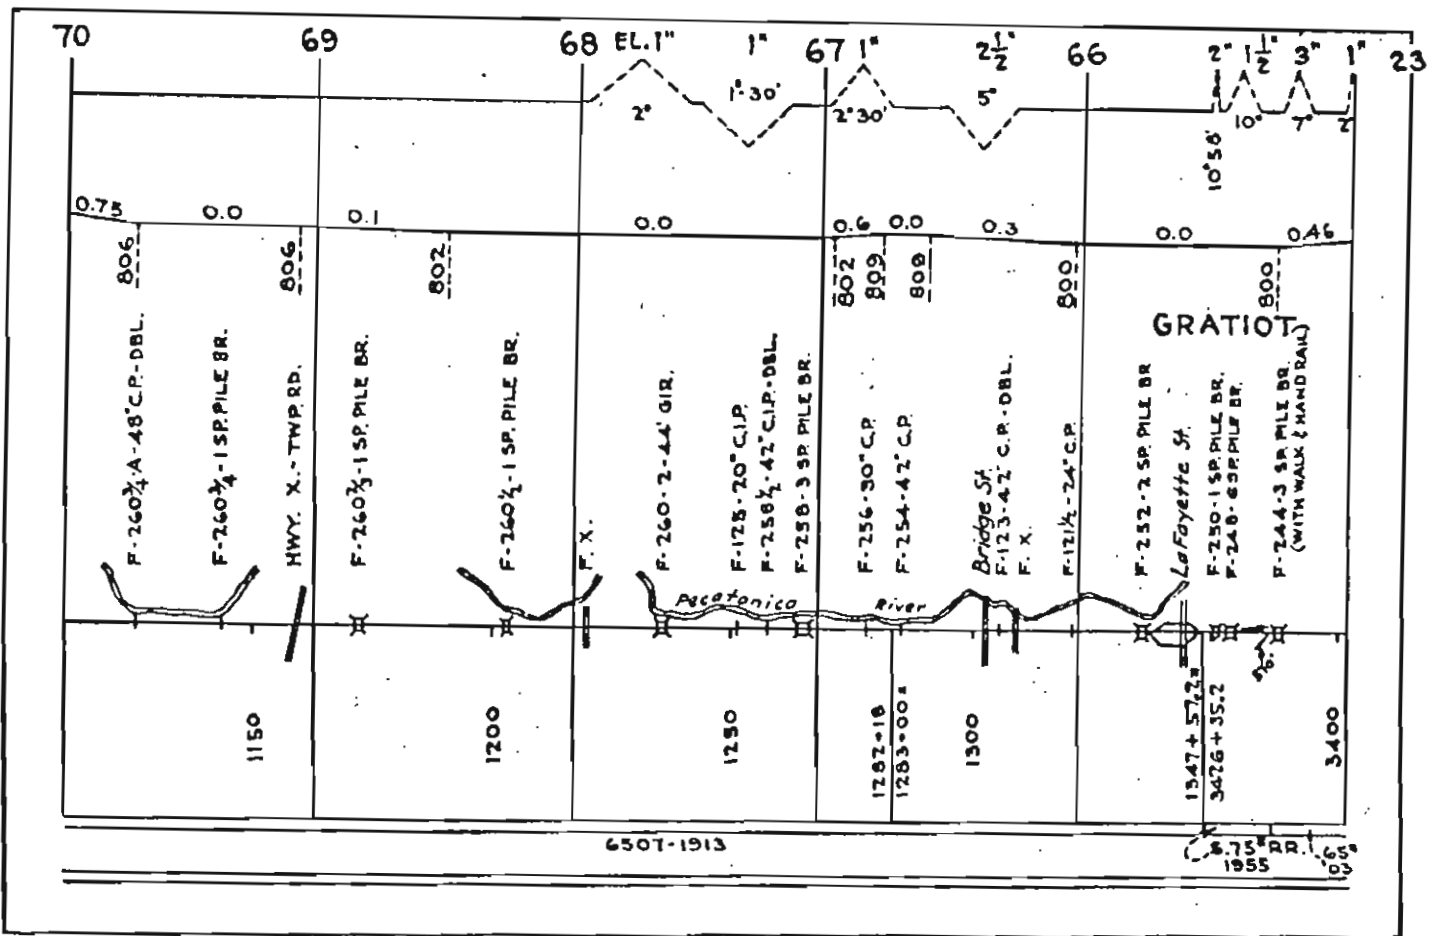 70 69 68 EL.1" 1" 67 1" 2½" 66 2" 1½" 3" 1" 23
2° 1°-30' 2°30' 5° 10°58' 10° 7° 2°
0.75 0.0 0.1 0.0 0.6 0.0 0.3 0.0 0.46
806 806 802 802 809 809 800 800
GRATIOT
F-260¾-A-48"C.P.-DBL.
F-260¾-1 SP. PILE BR.
HWY. X.-TWP. RD.
F-260⅔-1 SP. PILE BR.
F-260½-1 SP. PILE BR.
F.X.
F-260-2-44' GIR.
F-128-20" C.I.P.
F-258½-42" C.I.P.-DBL.
F-258-3 SP. PILE BR.
F-256-30" C.P.
F-254-42" C.P.
Bridge St.
F-123-42" C.P.-DBL.
F. X.
F-121½-24" C.P.
F-252-2 SP. PILE BR
LaFayette St.
F-250-1 SP. PILE BR.
F-248-6 SP. PILE BR.
F-244-3 SP. PILE BR.
(WITH WALK & HANDRAIL)
Pecatonica River
1150 1200 1250
1282+18
1283+00=
1300
1347+57.2=
3426+35.2
3400
6507-1913
5.75" RR.
1955
65"
03